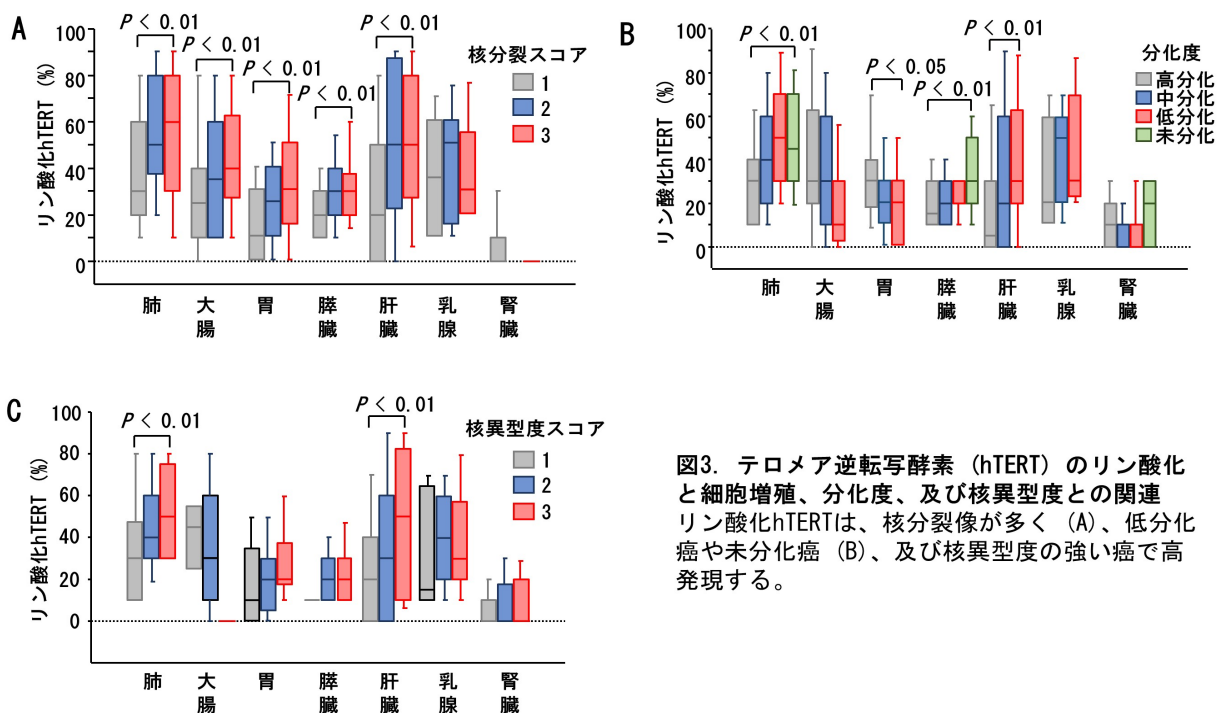 A
リン酸化hTERT (%)
100
80
60
40
20
0
P < 0.01
P < 0.01
P < 0.01
P < 0.01
P < 0.01
核分裂スコア
1
2
3
肺
大腸
胃
膵臓
肝臓
乳腺
腎臓
B
リン酸化hTERT (%)
100
80
60
40
20
0
P < 0.01
P < 0.05
P < 0.01
P < 0.01
分化度
高分化
中分化
低分化
未分化
肺
大腸
胃
膵臓
肝臓
乳腺
腎臓
C
リン酸化hTERT (%)
100
80
60
40
20
0
P < 0.01
P < 0.01
核異型度スコア
1
2
3
肺
大腸
胃
膵臓
肝臓
乳腺
腎臓
図3. テロメア逆転写酵素 (hTERT) のリン酸化
と細胞増殖、分化度、及び核異型度との関連
リン酸化hTERTは、核分裂像が多く (A)、低分化
癌や未分化癌 (B)、及び核異型度の強い癌で高
発現する。